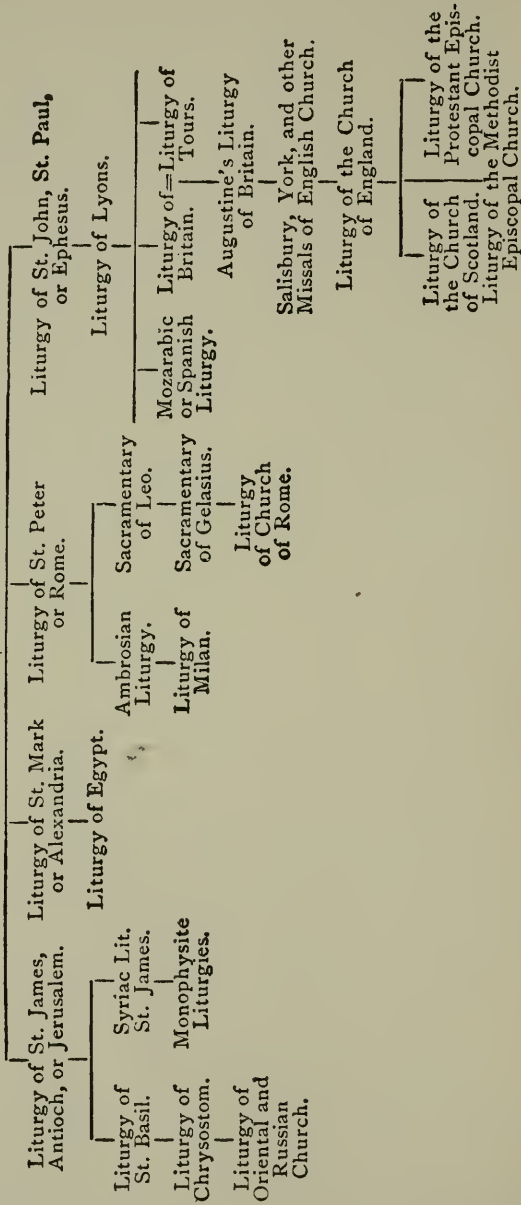 Liturgy of St. James,
Antioch, or Jerusalem.
Liturgy of
St. Basil.
Liturgy of
Chrysostom.
Liturgy of
Oriental and
Russian
Church.
Syriac Lit.
St. James.
Monophysite
Liturgies.
Liturgy of St. Mark
or Alexandria.
Liturgy of Egypt.
Liturgy of St. Peter
or Rome.
Ambrosian
Liturgy.
Liturgy of
Milan.
Sacramentary
of Leo.
Sacramentary
of Gelasius.
Liturgy
of Church
of Rome.
Liturgy of St. John, St. Paul,
or Ephesus.
Liturgy of Lyons.
Mozarabic
or Spanish
Liturgy.
Liturgy of=Liturgy of
Britain. Tours.
Augustine's Liturgy
of Britain.
Salisbury, York, and other
Missals of English Church.
Liturgy of the Church
of England.
Liturgy of
the Church
of Scotland.
Liturgy of the
Protestant Epis-
copal Church.
Liturgy of the Methodist
Episcopal Church.